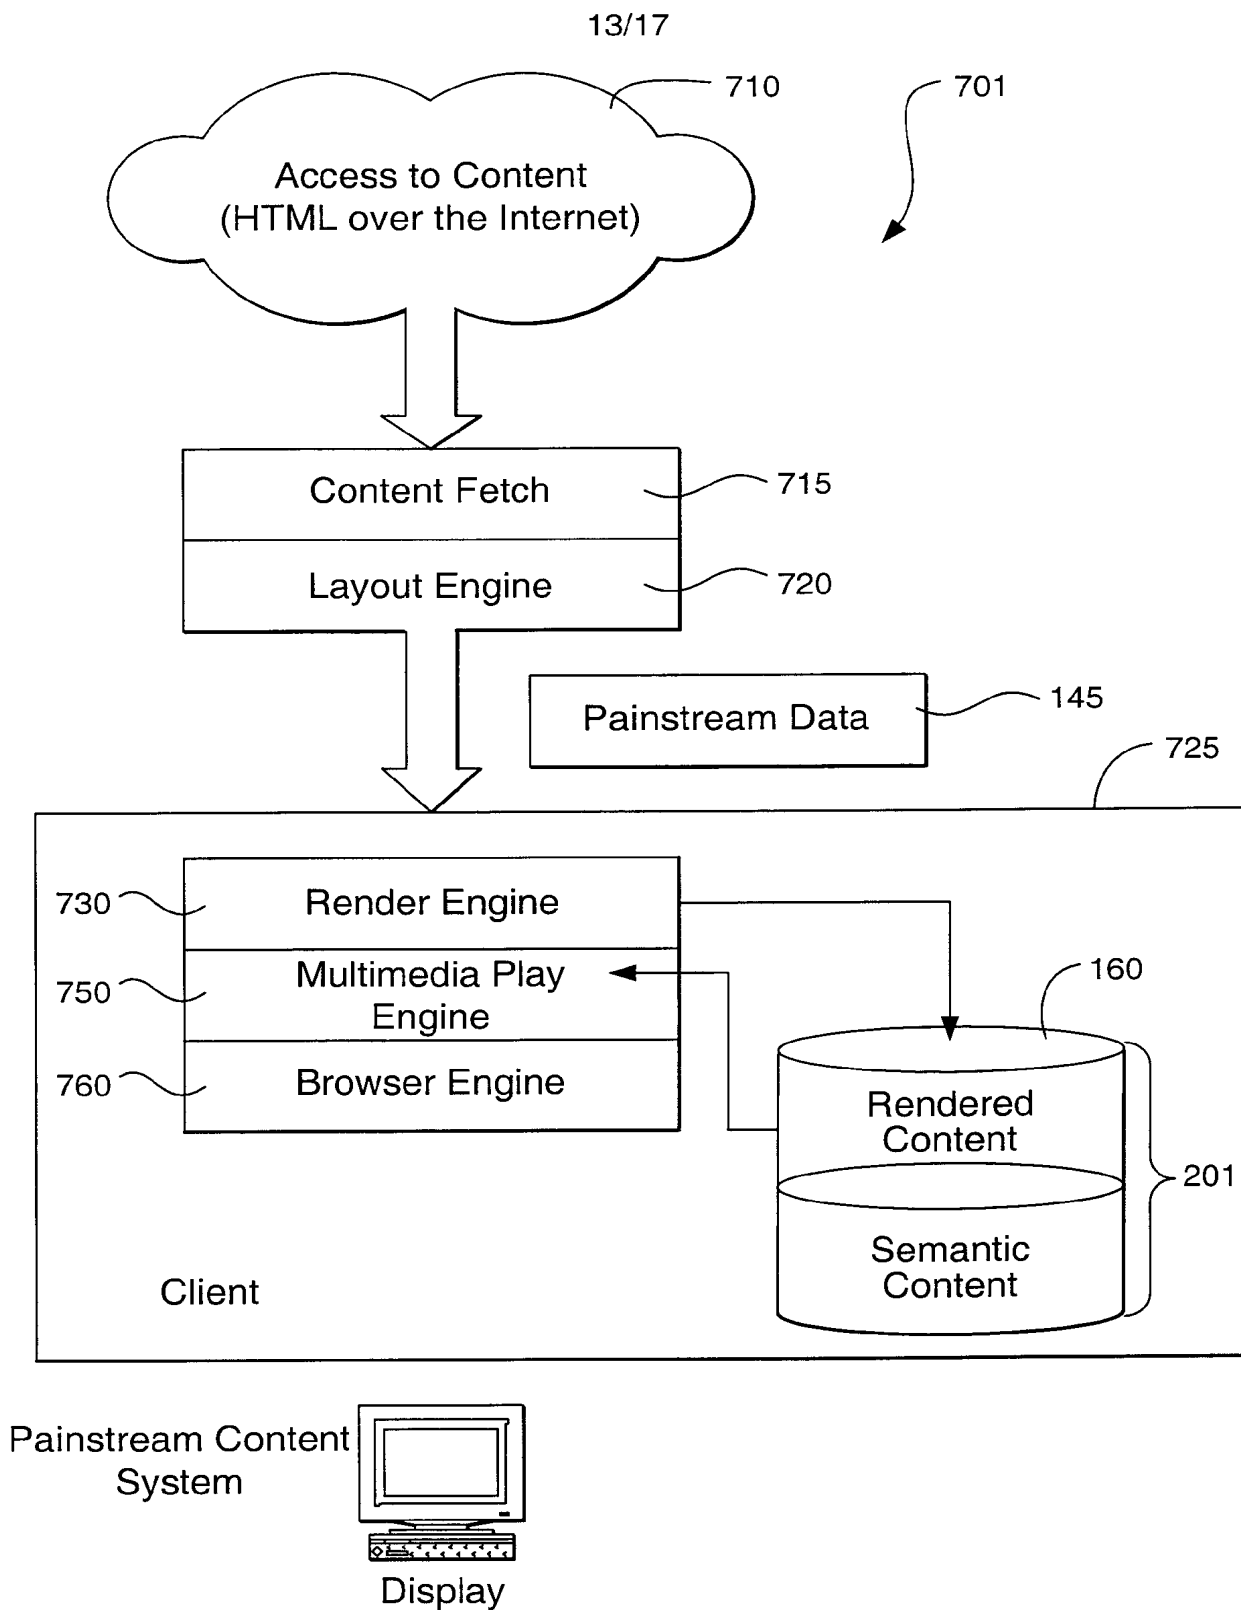 13/17
710
701
Access to Content
(HTML over the Internet)
Content Fetch
715
Layout Engine
720
Painstream Data
145
725
730
Render Engine
750
Multimedia Play
Engine
160
760
Browser Engine
Rendered
Content
201
Semantic
Content
Client
Painstream Content
System
Display